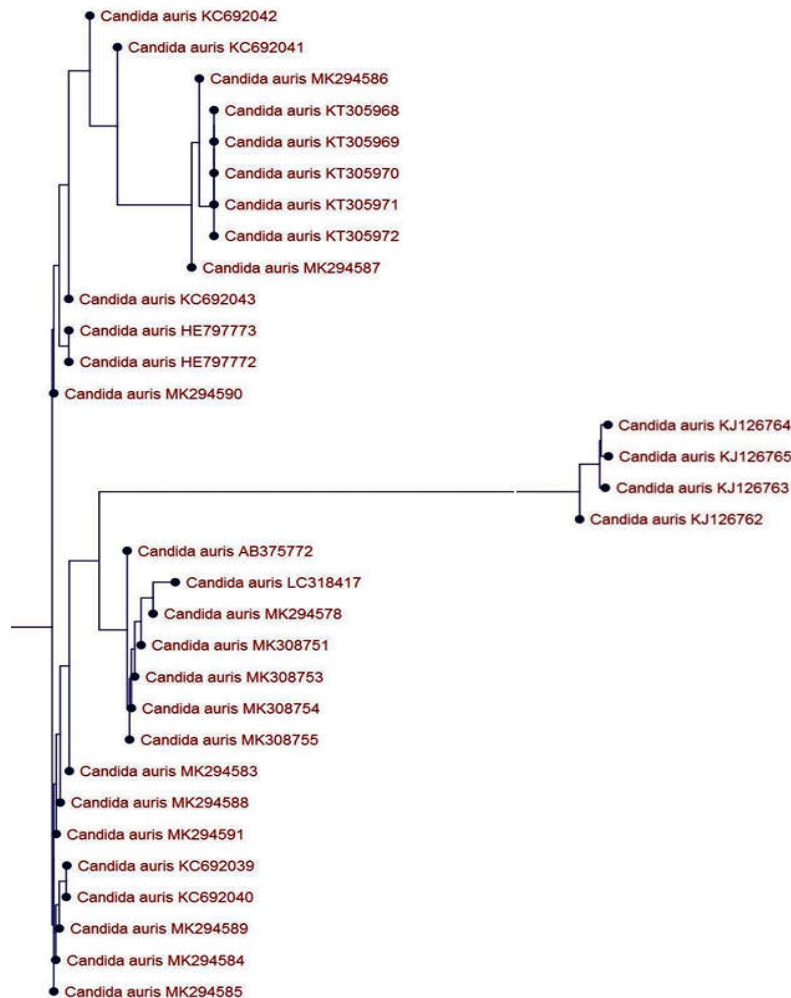 Candida auris KC692042
Candida auris KC692041
Candida auris MK294586
Candida auris KT305968
Candida auris KT305969
Candida auris KT305970
Candida auris KT305971
Candida auris KT305972
Candida auris MK294587
Candida auris KC692043
Candida auris HE797773
Candida auris HE797772
Candida auris MK294590
Candida auris KJ126764
Candida auris KJ126765
Candida auris KJ126763
Candida auris KJ126762
Candida auris AB375772
Candida auris LC318417
Candida auris MK294578
Candida auris MK308751
Candida auris MK308753
Candida auris MK308754
Candida auris MK308755
Candida auris MK294583
Candida auris MK294588
Candida auris MK294591
Candida auris KC692039
Candida auris KC692040
Candida auris MK294589
Candida auris MK294584
Candida auris MK294585